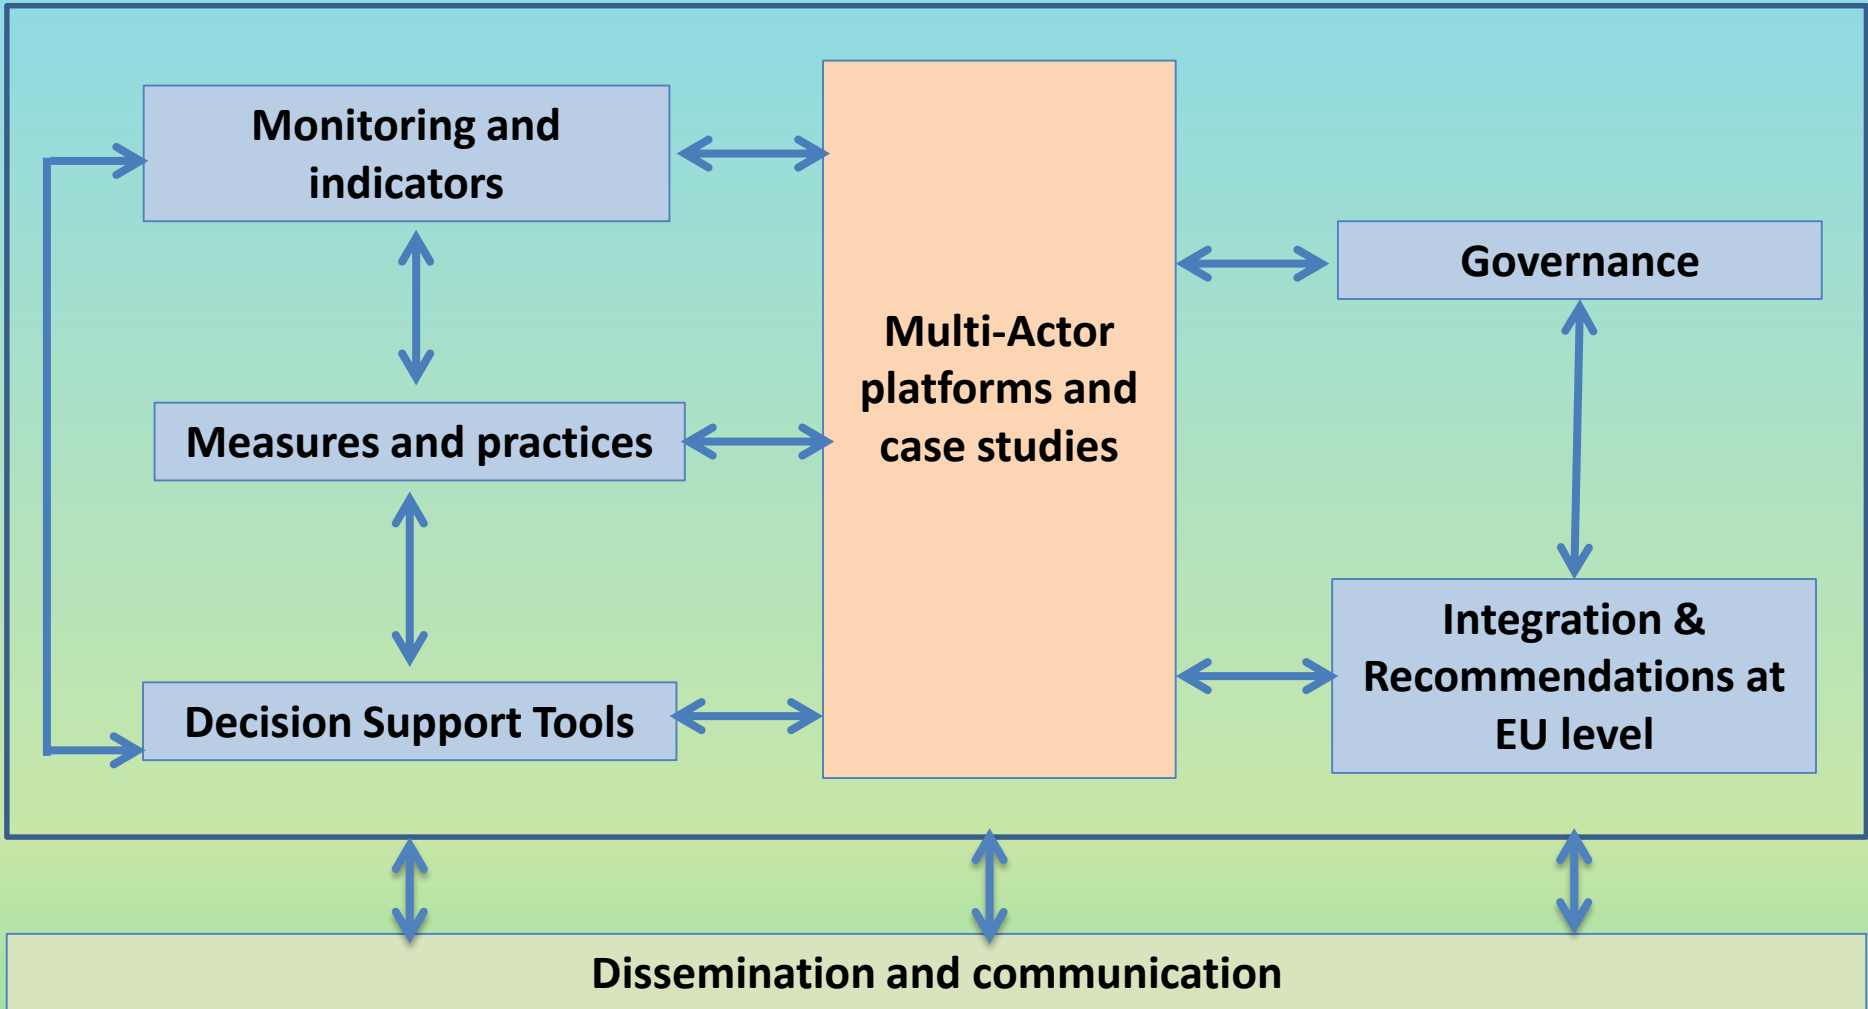 Monitoring and
indicators
Measures and practices
Decision Support Tools
Multi-Actor
platforms and
case studies
Governance
Integration &
Recommendations at
EU level
Dissemination and communication